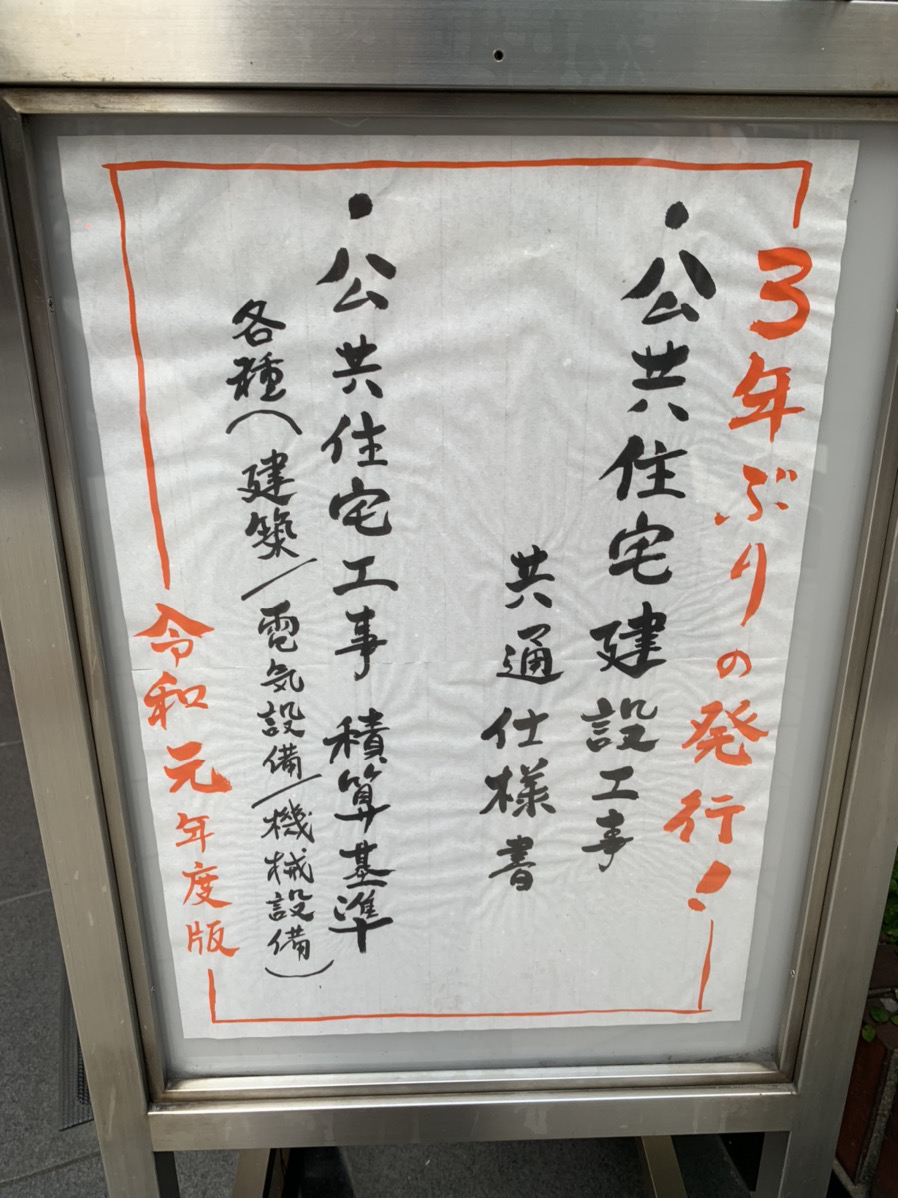 3年ぶりの発行!
・公共住宅建設工事
共通仕様書
・公共住宅工事 積算基準
各種(建築/電気設備/機械設備)
令和元年度版